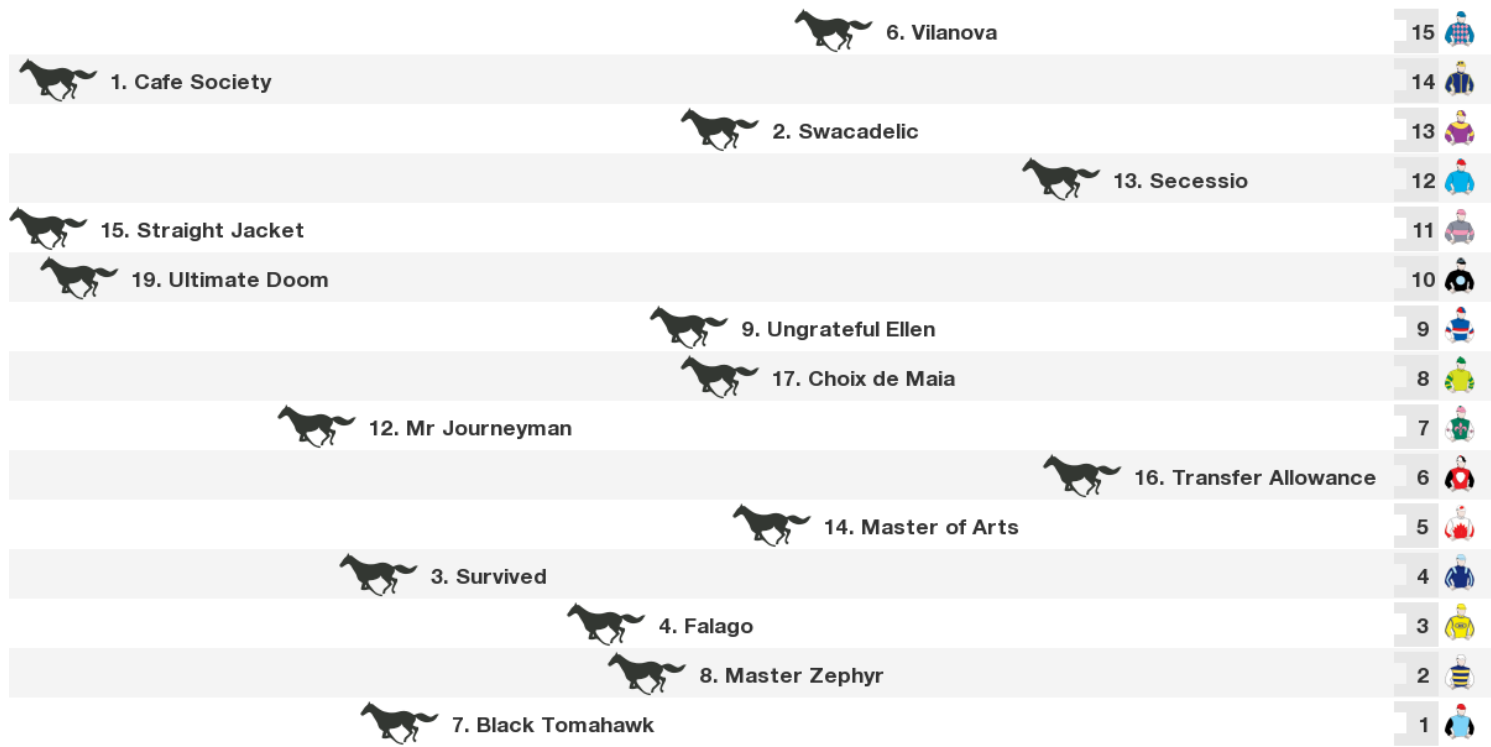 6. Vilanova 15
1. Cafe Society 14
2. Swacadelic 13
13. Secessio 12
15. Straight Jacket 11
19. Ultimate Doom 10
9. Ungrateful Ellen 9
17. Choix de Maia 8
12. Mr Journeyman 7
16. Transfer Allowance 6
14. Master of Arts 5
3. Survived 4
4. Falago 3
8. Master Zephyr 2
7. Black Tomahawk 1